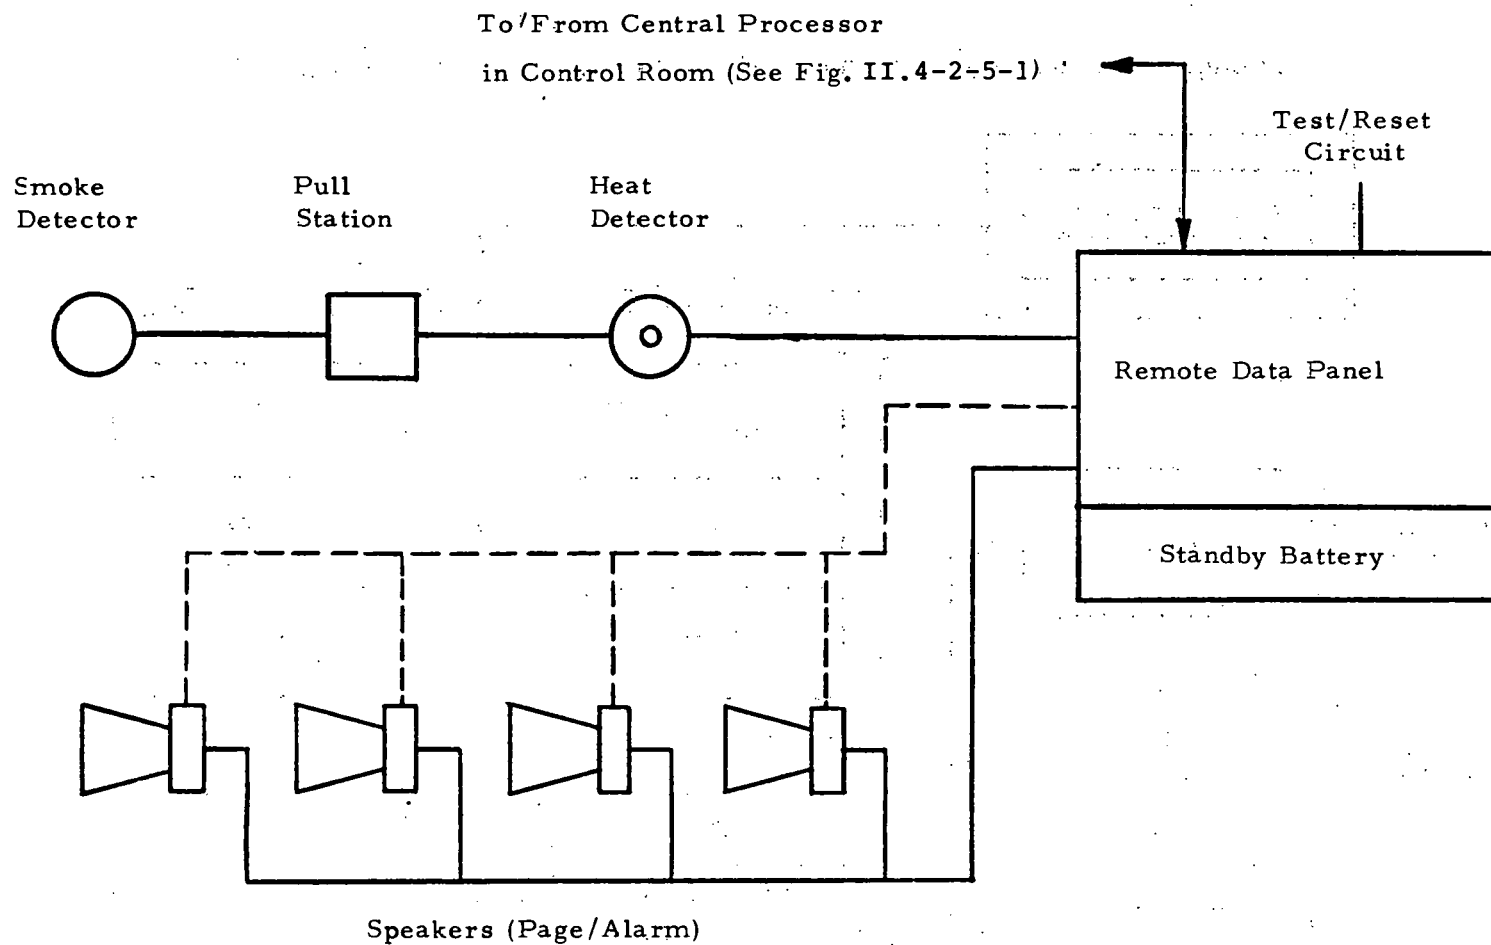 To/From Central Processor
in Control Room (See Fig. II.4-2-5-1)
Test/Reset
Circuit
Smoke
Detector
Pull
Station
Heat
Detector
Remote Data Panel
Standby Battery
Speakers (Page/Alarm)